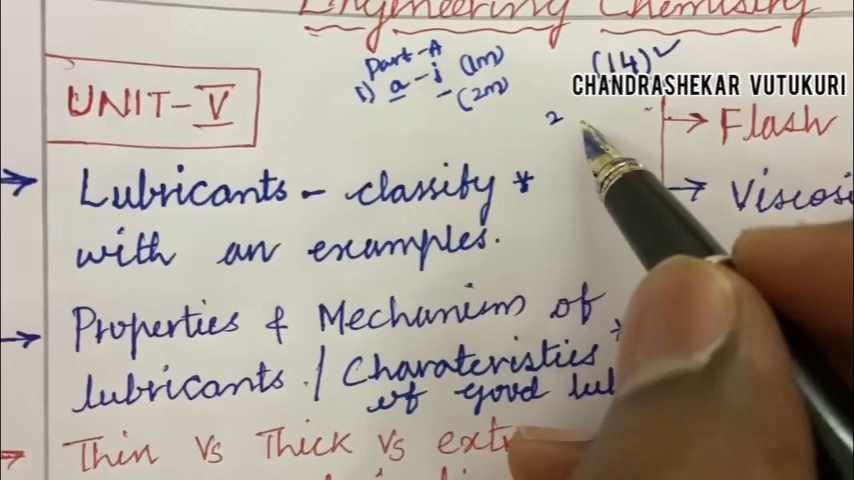 Engineering Chemistry
Part-A
1) a - j (1m)
- (2m)
(14) ✓
CHANDRASHEKAR VUTUKURI
UNIT-V
2
→ Flash
→ Lubricants - classify *
with an examples.
→ Viscosi
→ Properties & Mechanism of
lubricants. / Charateristics *
of good lub
→ Thin vs Thick vs extr